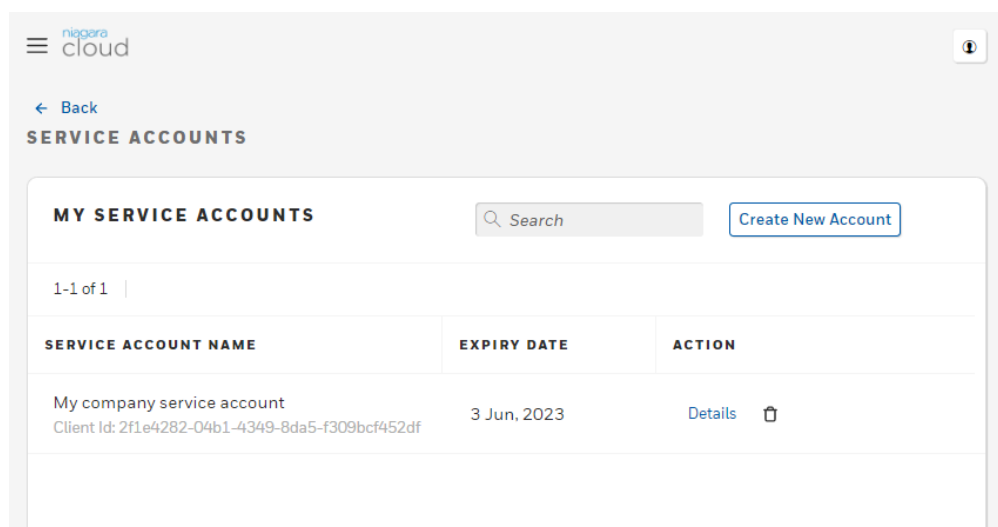 niagara
cloud
Back
SERVICE ACCOUNTS
MY SERVICE ACCOUNTS
Search
Create New Account
1-1 of 1
SERVICE ACCOUNT NAME EXPIRY DATE ACTION
My company service account
Client Id: 2f1e4282-04b1-4349-8da5-f309bcf452df
3 Jun, 2023
Details